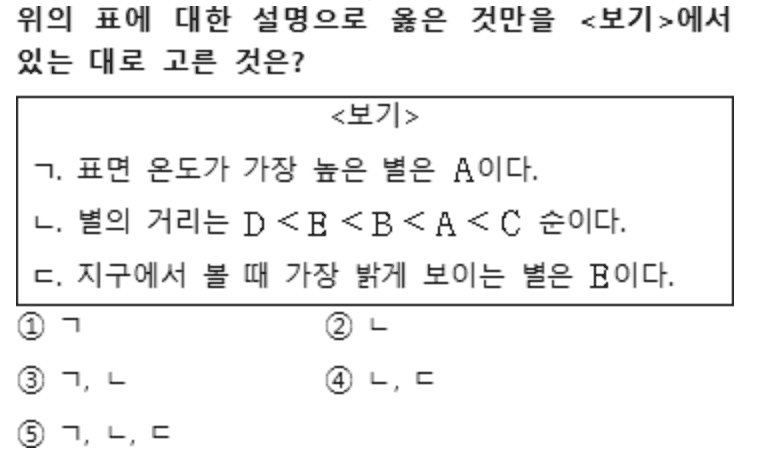 위의 표에 대한 설명으로 옳은 것만을 <보기>에서
있는 대로 고른 것은?
<보기>
ㄱ. 표면 온도가 가장 높은 별은 A이다.
ㄴ. 별의 거리는 D < E < B < A < C 순이다.
ㄷ. 지구에서 볼 때 가장 밝게 보이는 별은 E이다.
① ㄱ ② ㄴ
③ ㄱ, ㄴ ④ ㄴ, ㄷ
⑤ ㄱ, ㄴ, ㄷ